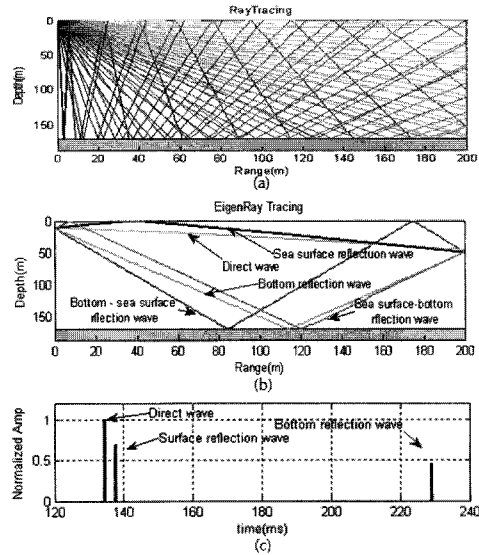 RayTracing
0
50
100
150
Depth(m)
0 20 40 60 80 100 120 140 160 180 200
Range(m)
(a)
EigenRay Tracing
0
50
100
150
Depth(m)
Sea surface reflection wave
Direct wave
Bottom reflection wave
Bottom - sea surface
rflection wave
Sea surface-bottom
rflection wave
0 20 40 60 80 100 120 140 160 180 200
Range(m)
(b)
1
0.5
0
Normalized Amp
Direct wave
Surface reflection wave
Bottom reflection wave
120 140 160 180 200 220 240
time(ms)
(c)